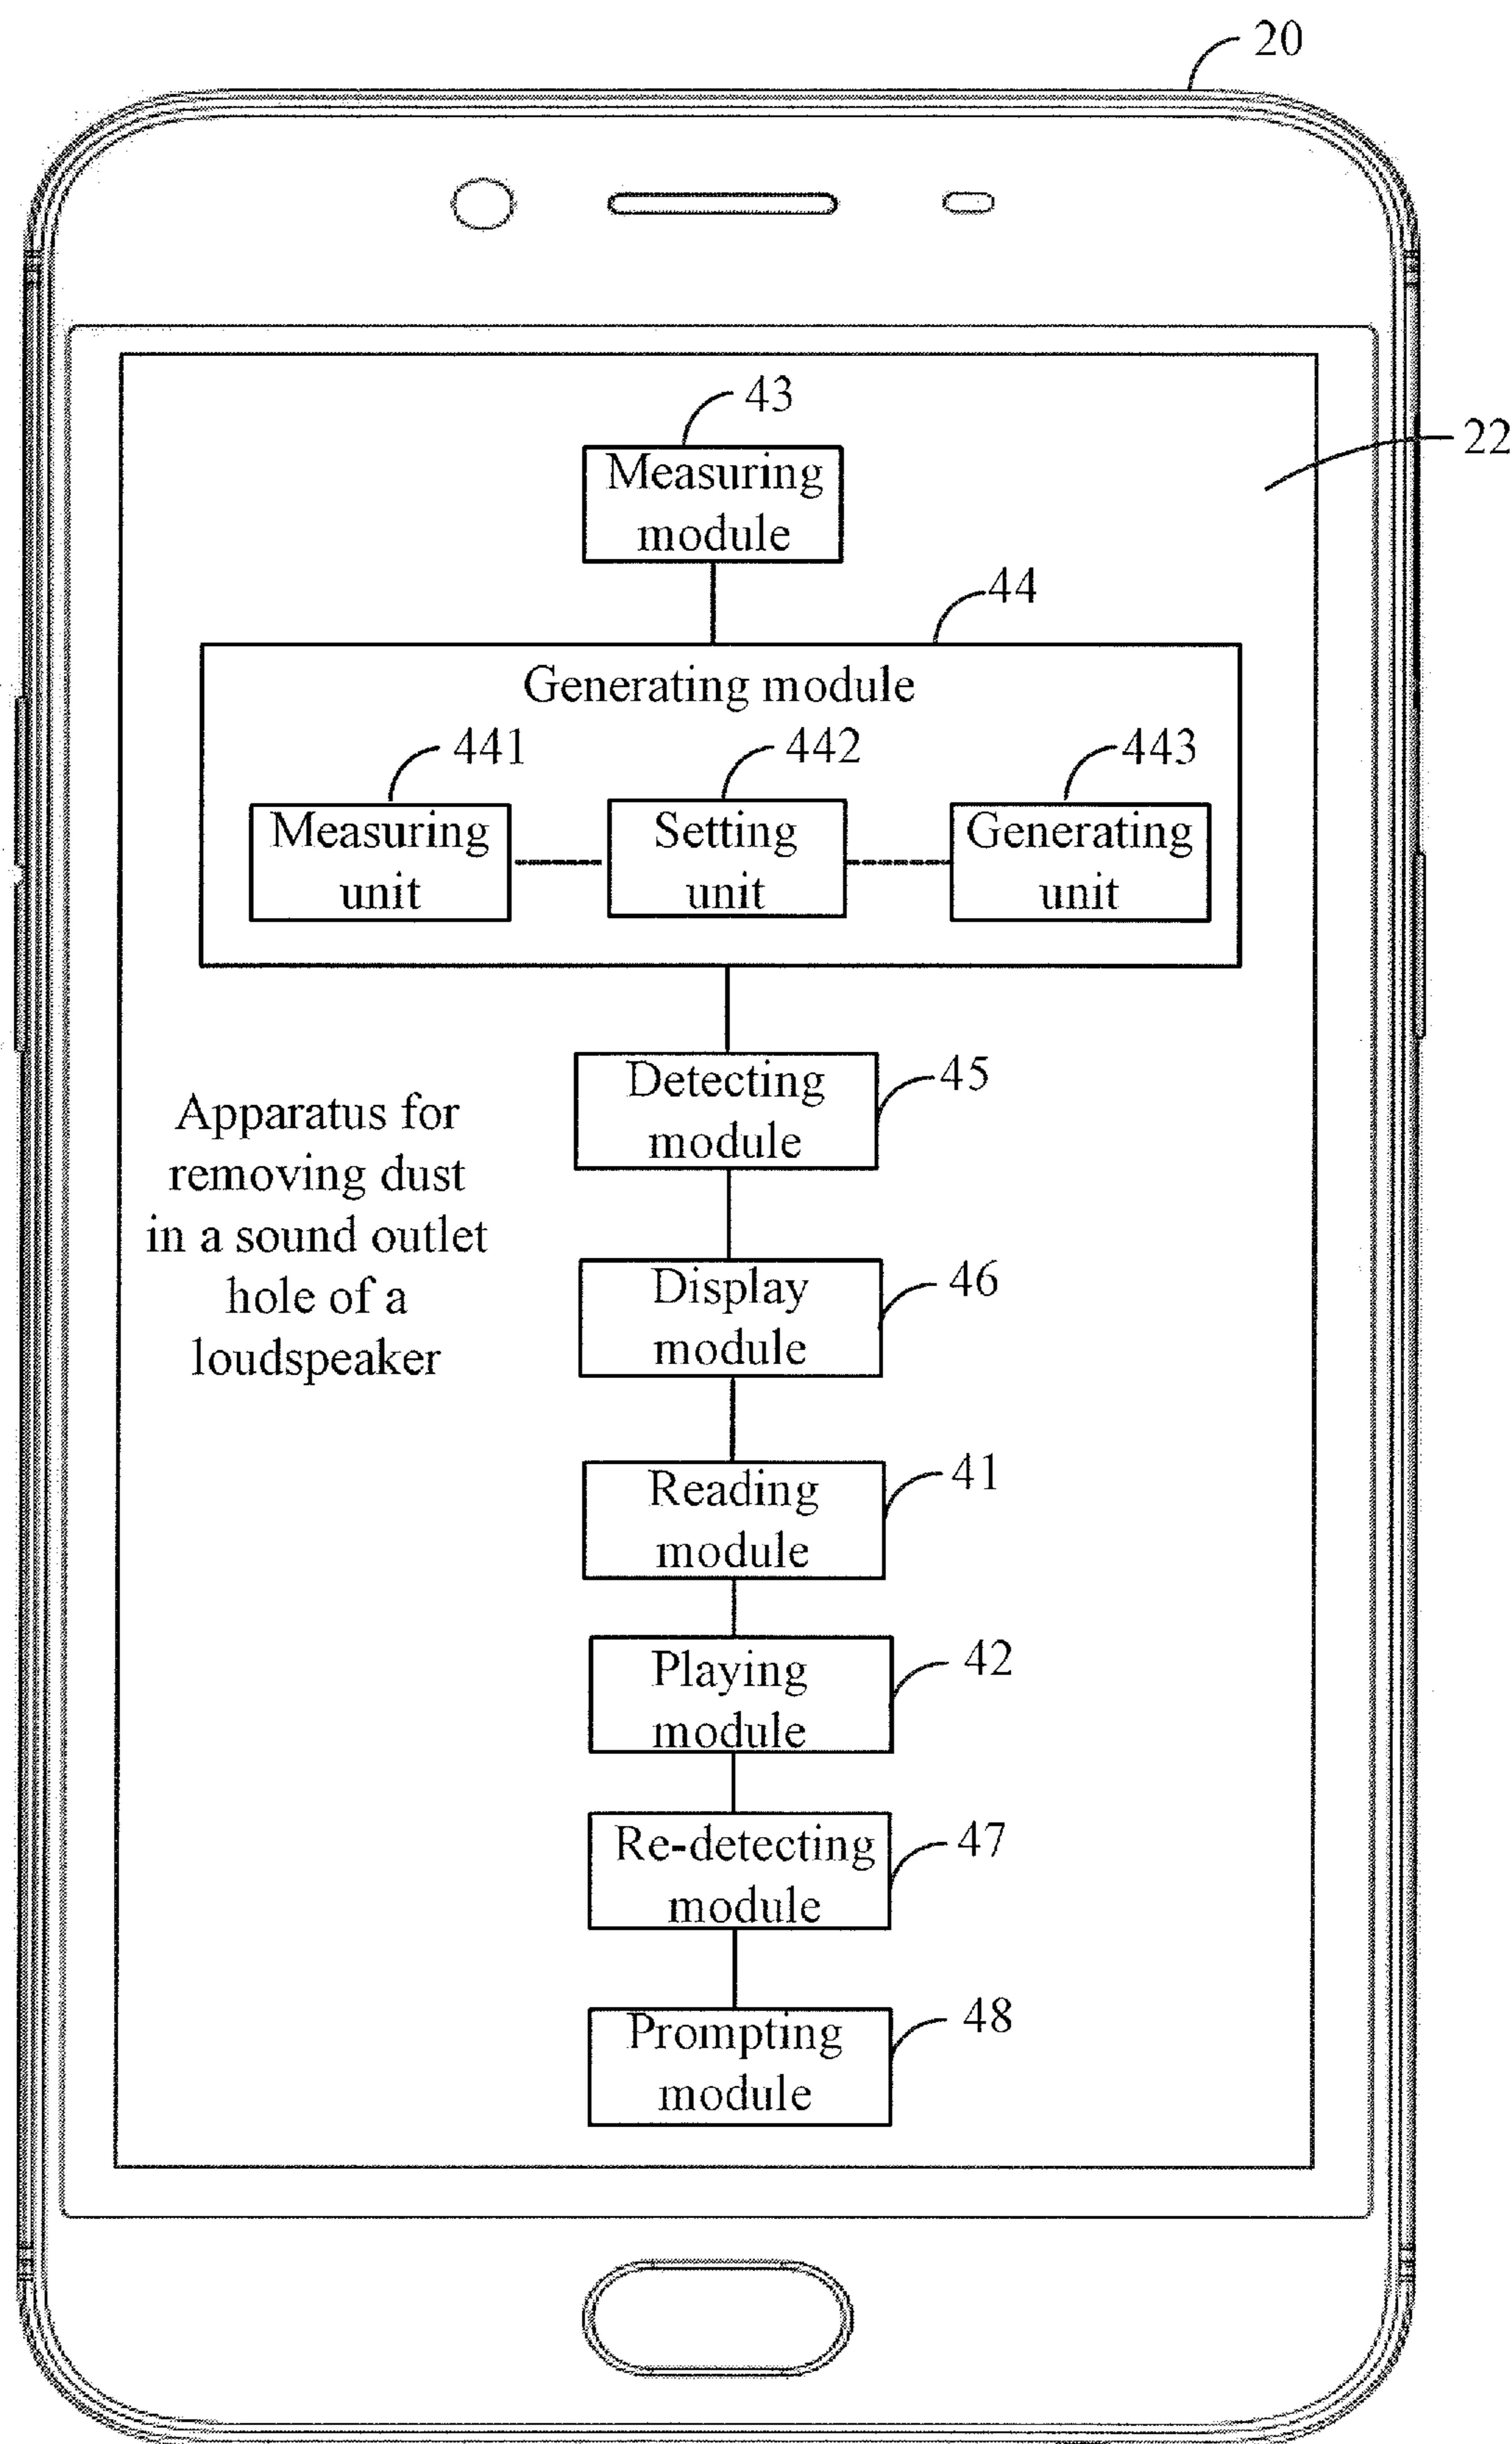 20
43
22
Measuring
module
44
Generating module
441
442
443
Measuring
unit
Setting
unit
Generating
unit
Detecting
module
45
Apparatus for
removing dust
in a sound outlet
hole of a
loudspeaker
Display
module
46
Reading
module
41
Playing
module
42
Re-detecting
module
47
Prompting
module
48